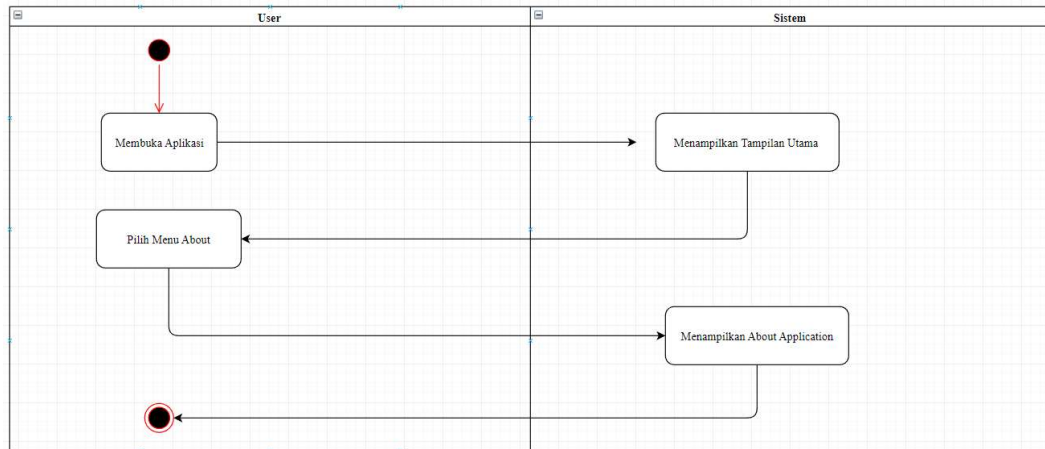 User
Sistem
Membuka Aplikasi
Menampilkan Tampilan Utama
Pilih Menu About
Menampilkan About Application